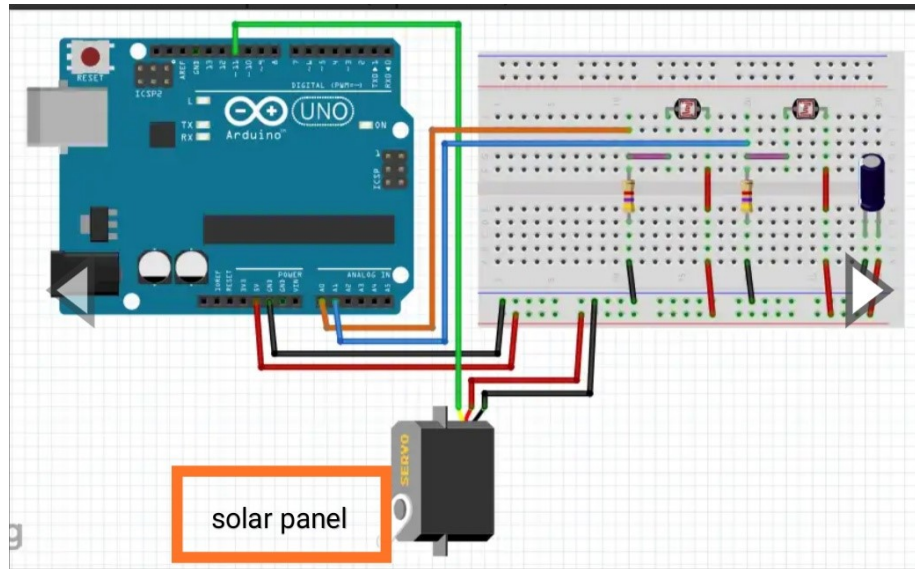 RESET
ICSP2
AREF
GND
13
12
~11
~10
~9
8
7
~6
~5
4
~3
2
TX▶1
RX◀0
DIGITAL (PWM=~)
L
TX
RX
UNO
Arduino™
ON
1
ICSP
POWER
ANALOG IN
IOREF
RESET
3V3
5V
GND
GND
VIN
A0
A1
A2
A3
A4
A5
SERVO
solar panel
g